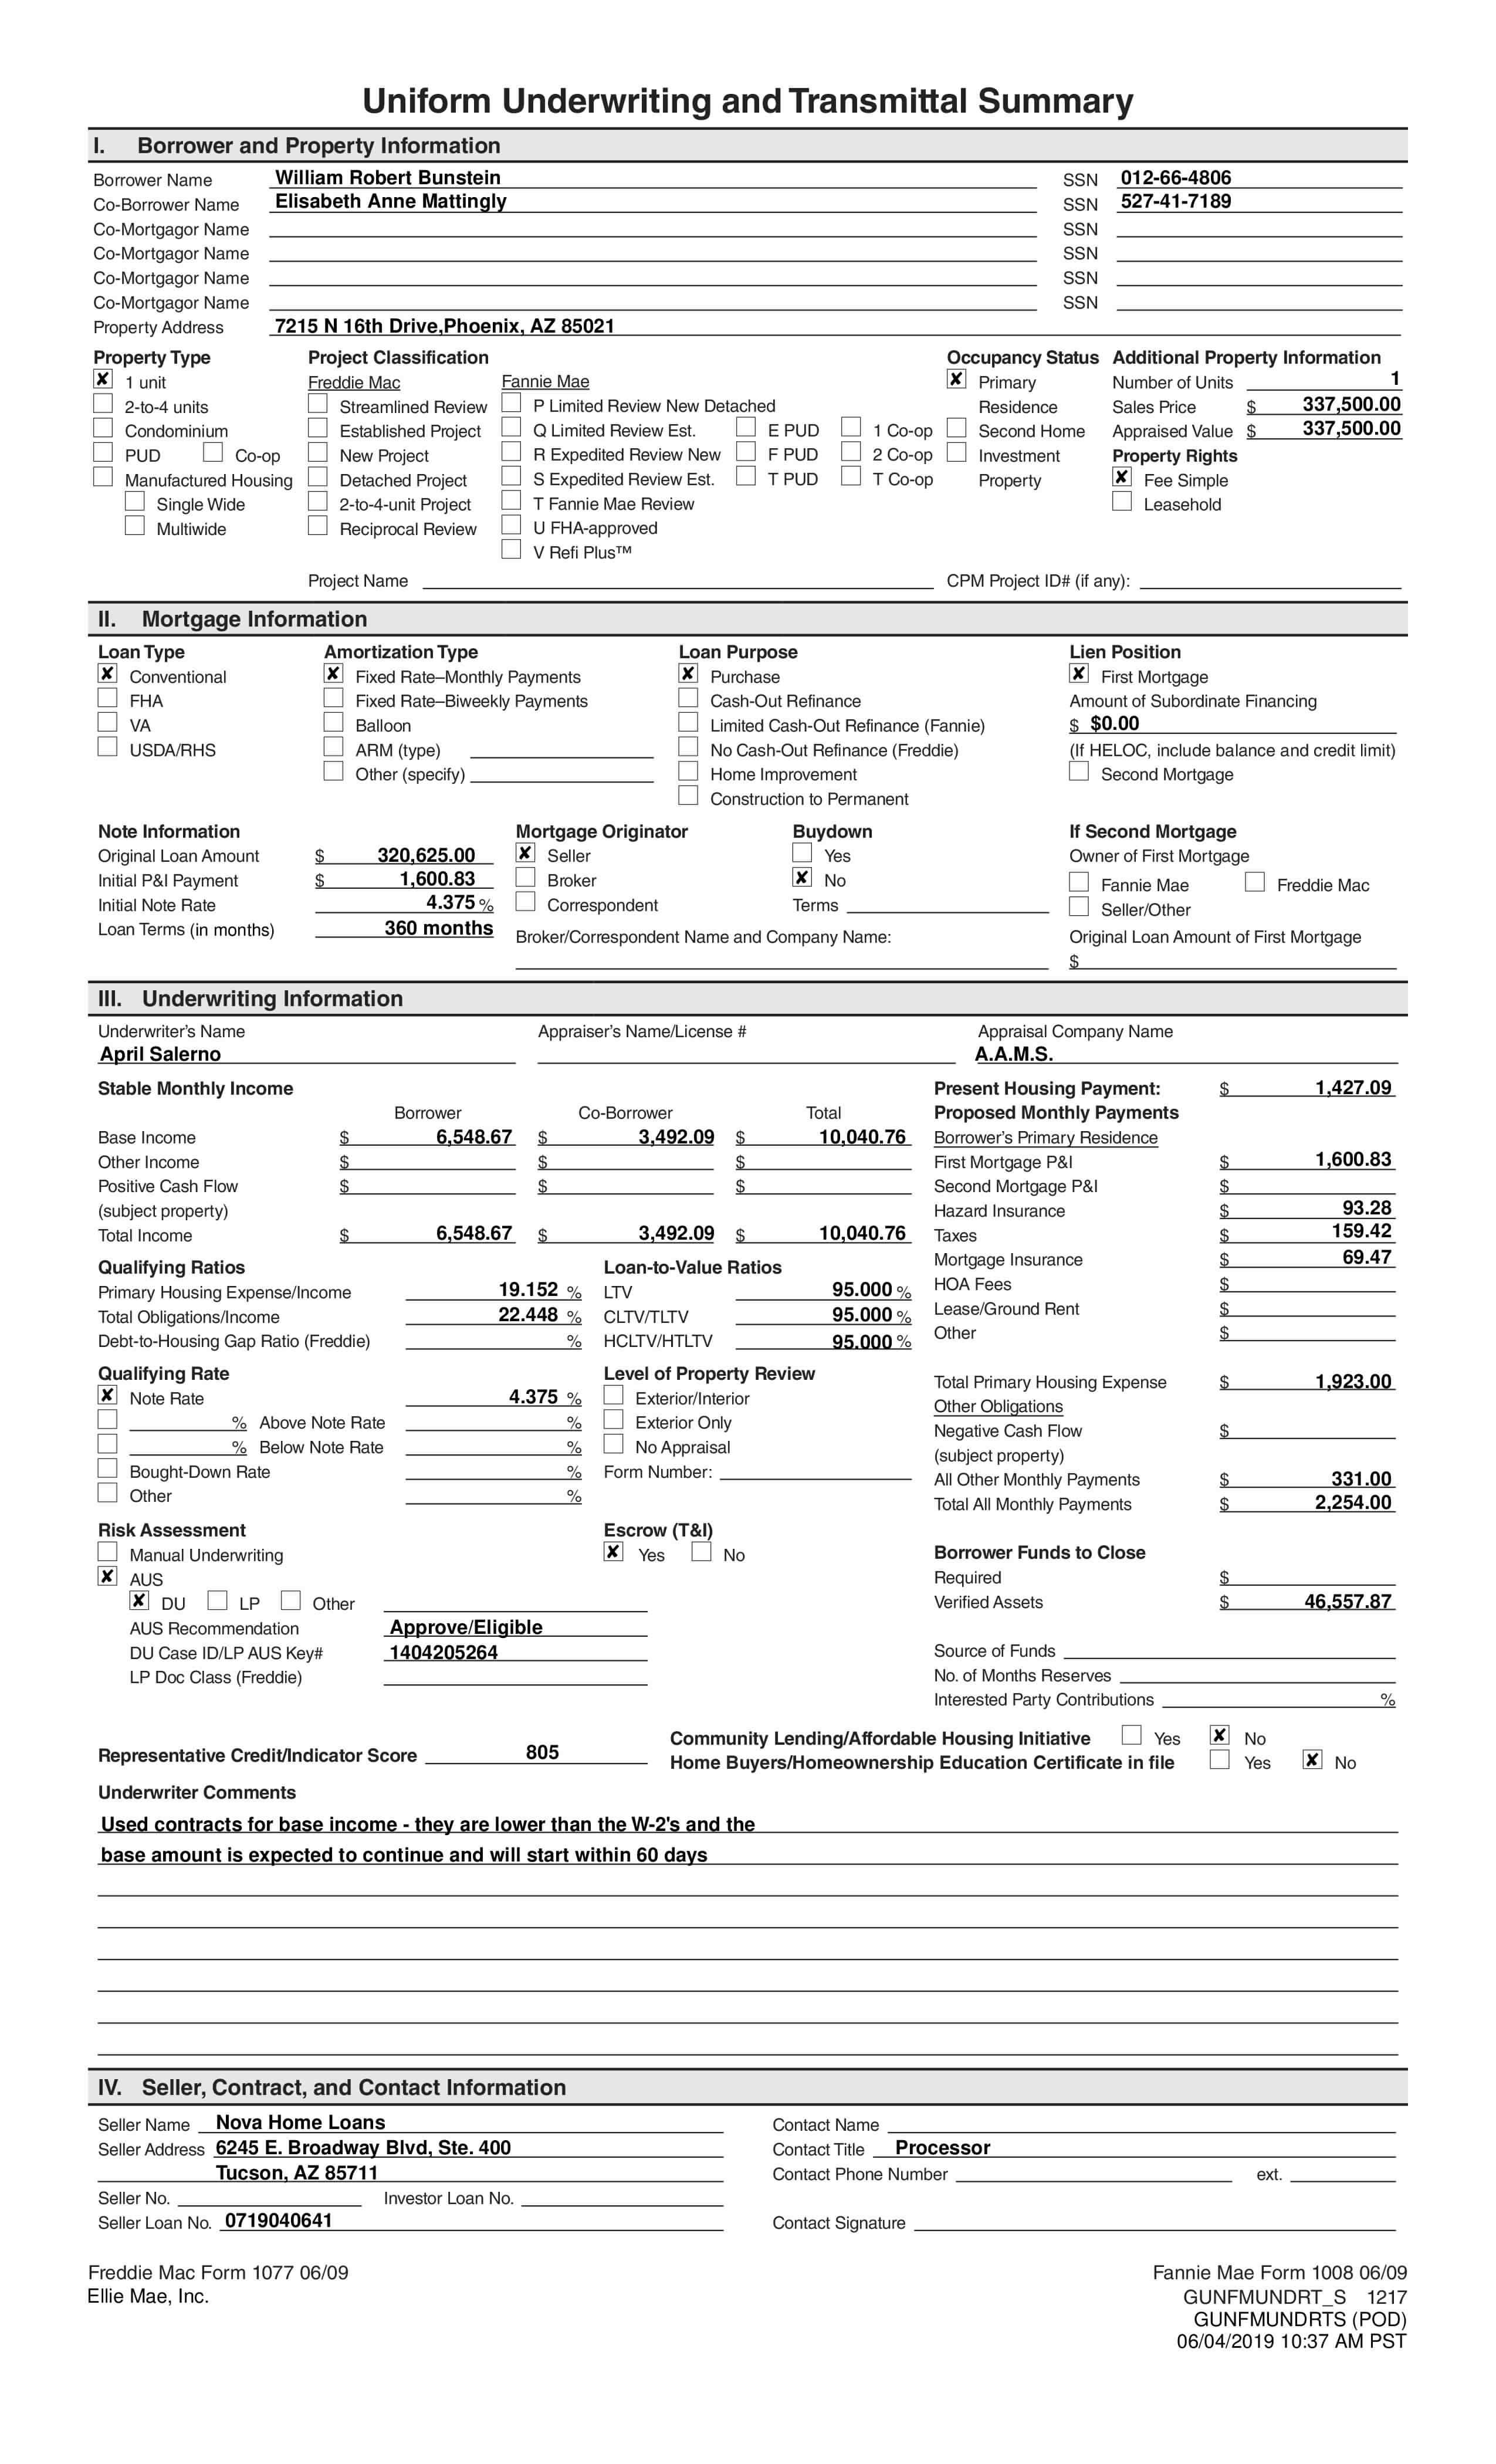 Uniform Underwriting and Transmittal Summary
I. Borrower and Property Information
Borrower Name William Robert Bunstein SSN 012-66-4806
Co-Borrower Name Elisabeth Anne Mattingly SSN 527-41-7189
Co-Mortgagor Name SSN
Co-Mortgagor Name SSN
Co-Mortgagor Name SSN
Co-Mortgagor Name SSN
Property Address 7215 N 16th Drive,Phoenix, AZ 85021
Property Type Project Classification Occupancy Status Additional Property Information
✘ 1 unit Freddie Mac Fannie Mae ✘ Primary Number of Units 1
2-to-4 units Streamlined Review P Limited Review New Detached Residence Sales Price $ 337,500.00
Condominium Established Project Q Limited Review Est. E PUD 1 Co-op Second Home Appraised Value $ 337,500.00
PUD Co-op New Project R Expedited Review New F PUD 2 Co-op Investment Property Rights
Manufactured Housing Detached Project S Expedited Review Est. T PUD T Co-op Property ✘ Fee Simple
Single Wide 2-to-4-unit Project T Fannie Mae Review Leasehold
Multiwide Reciprocal Review U FHA-approved
V Refi Plus™
Project Name CPM Project ID# (if any):
II. Mortgage Information
Loan Type Amortization Type Loan Purpose Lien Position
✘ Conventional ✘ Fixed Rate–Monthly Payments ✘ Purchase ✘ First Mortgage
FHA Fixed Rate–Biweekly Payments Cash-Out Refinance Amount of Subordinate Financing
VA Balloon Limited Cash-Out Refinance (Fannie) $ $0.00
USDA/RHS ARM (type) No Cash-Out Refinance (Freddie) (If HELOC, include balance and credit limit)
Other (specify) Home Improvement Second Mortgage
Construction to Permanent
Note Information Mortgage Originator Buydown If Second Mortgage
Original Loan Amount $ 320,625.00 ✘ Seller Yes Owner of First Mortgage
Initial P&I Payment $ 1,600.83 Broker ✘ No Fannie Mae Freddie Mac
Initial Note Rate 4.375 % Correspondent Terms Seller/Other
Loan Terms (in months) 360 months Broker/Correspondent Name and Company Name: Original Loan Amount of First Mortgage
$
III. Underwriting Information
Underwriter's Name Appraiser's Name/License # Appraisal Company Name
April Salerno A.A.M.S.
Stable Monthly Income Present Housing Payment: $ 1,427.09
Borrower Co-Borrower Total Proposed Monthly Payments
Base Income $ 6,548.67 $ 3,492.09 $ 10,040.76 Borrower's Primary Residence
Other Income $ $ $ First Mortgage P&I $ 1,600.83
Positive Cash Flow $ $ $ Second Mortgage P&I $
(subject property) Hazard Insurance $ 93.28
Total Income $ 6,548.67 $ 3,492.09 $ 10,040.76 Taxes $ 159.42
Qualifying Ratios Loan-to-Value Ratios Mortgage Insurance $ 69.47
Primary Housing Expense/Income 19.152 % LTV 95.000 % HOA Fees $
Total Obligations/Income 22.448 % CLTV/TLTV 95.000 % Lease/Ground Rent $
Debt-to-Housing Gap Ratio (Freddie) % HCLTV/HTLTV 95.000 % Other $
Qualifying Rate Level of Property Review Total Primary Housing Expense $ 1,923.00
✘ Note Rate 4.375 % Exterior/Interior Other Obligations
% Above Note Rate % Exterior Only Negative Cash Flow $
% Below Note Rate % No Appraisal (subject property)
Bought-Down Rate % Form Number: All Other Monthly Payments $ 331.00
Other % Total All Monthly Payments $ 2,254.00
Risk Assessment Escrow (T&I)
Manual Underwriting ✘ Yes No Borrower Funds to Close
✘ AUS Required $
✘ DU LP Other Verified Assets $ 46,557.87
AUS Recommendation Approve/Eligible
DU Case ID/LP AUS Key# 1404205264 Source of Funds
LP Doc Class (Freddie) No. of Months Reserves
Interested Party Contributions %
Community Lending/Affordable Housing Initiative Yes ✘ No
Representative Credit/Indicator Score 805 Home Buyers/Homeownership Education Certificate in file Yes ✘ No
Underwriter Comments
Used contracts for base income - they are lower than the W-2's and the
base amount is expected to continue and will start within 60 days
IV. Seller, Contract, and Contact Information
Seller Name Nova Home Loans Contact Name
Seller Address 6245 E. Broadway Blvd, Ste. 400 Contact Title Processor
Tucson, AZ 85711 Contact Phone Number ext.
Seller No. Investor Loan No.
Seller Loan No. 0719040641 Contact Signature
Freddie Mac Form 1077 06/09 Fannie Mae Form 1008 06/09
Ellie Mae, Inc. GUNFMUNDRT_S 1217
GUNFMUNDRTS (POD)
06/04/2019 10:37 AM PST